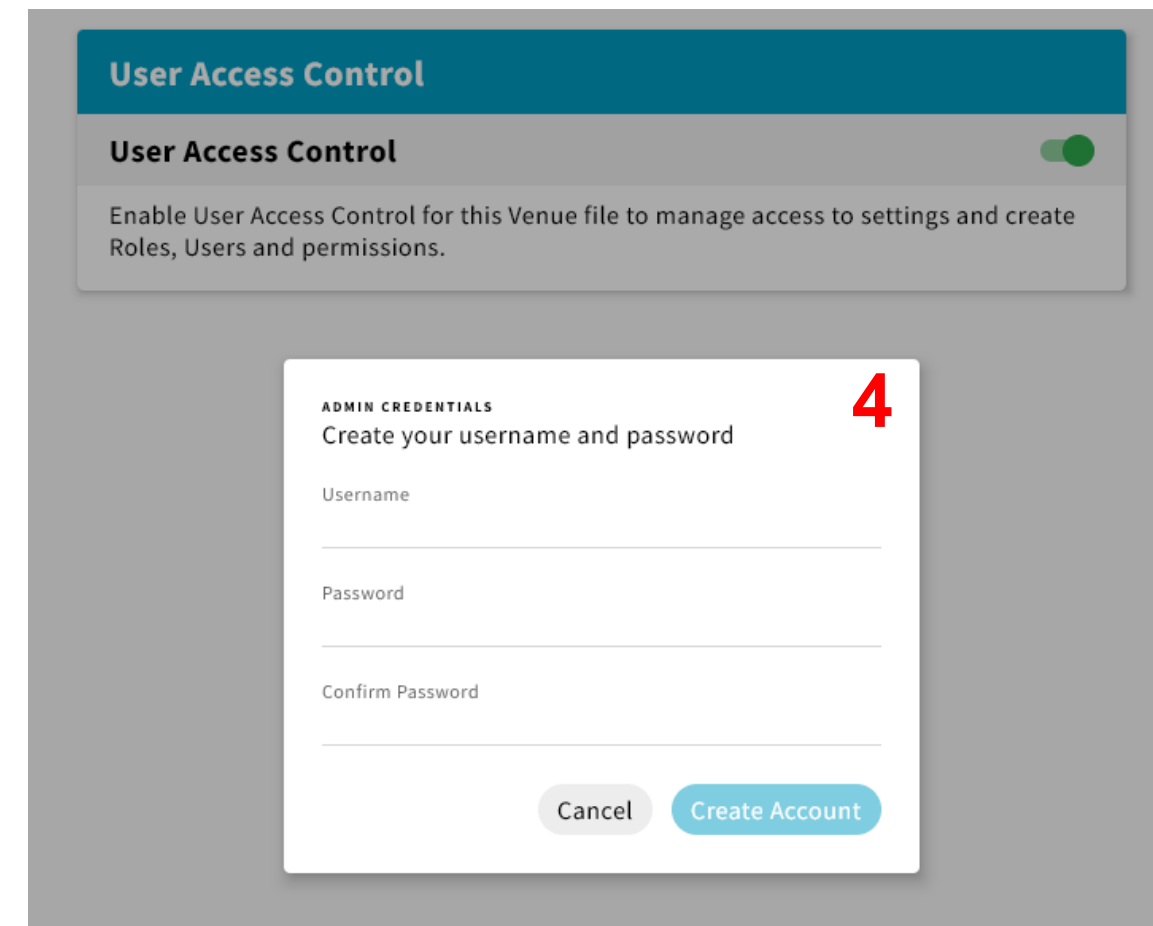 User Access Control
User Access Control
Enable User Access Control for this Venue file to manage access to settings and create
Roles, Users and permissions.
4
ADMIN CREDENTIALS
Create your username and password
Username
Password
Confirm Password
Cancel
Create Account